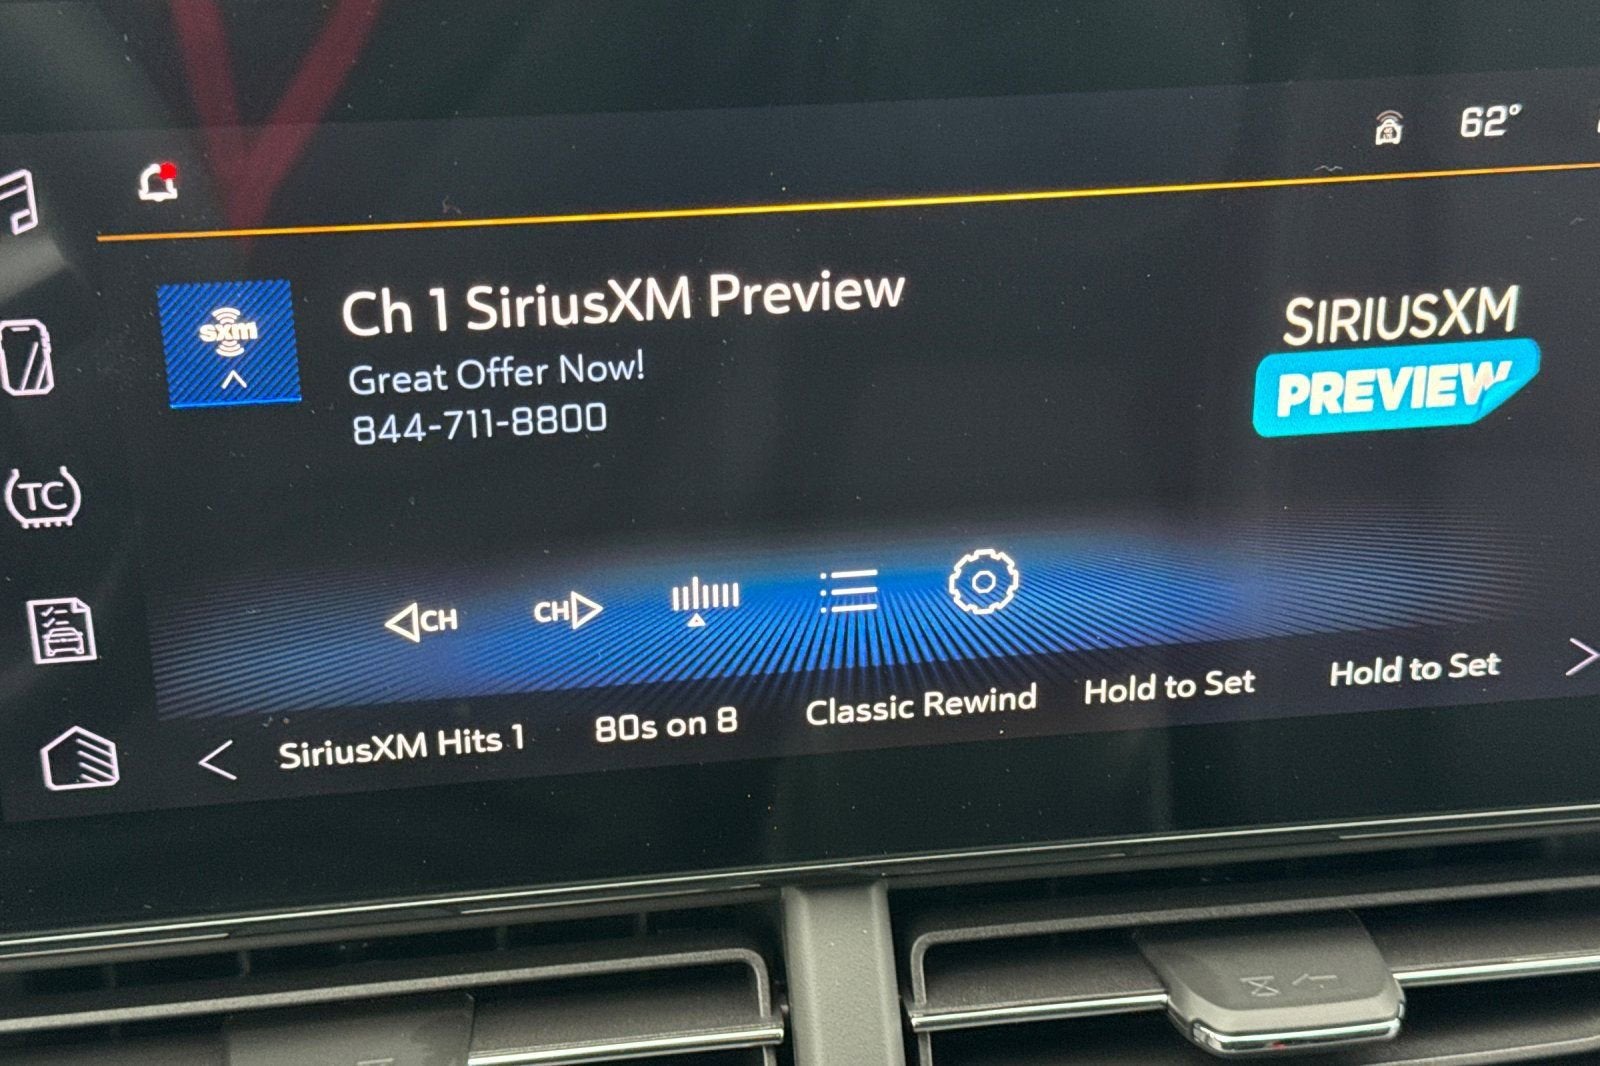 62°
sxm
Ch 1 SiriusXM Preview
Great Offer Now!
844-711-8800
SIRIUSXM
PREVIEW
TC
CH
CH
SiriusXM Hits 1
80s on 8
Classic Rewind
Hold to Set
Hold to Set